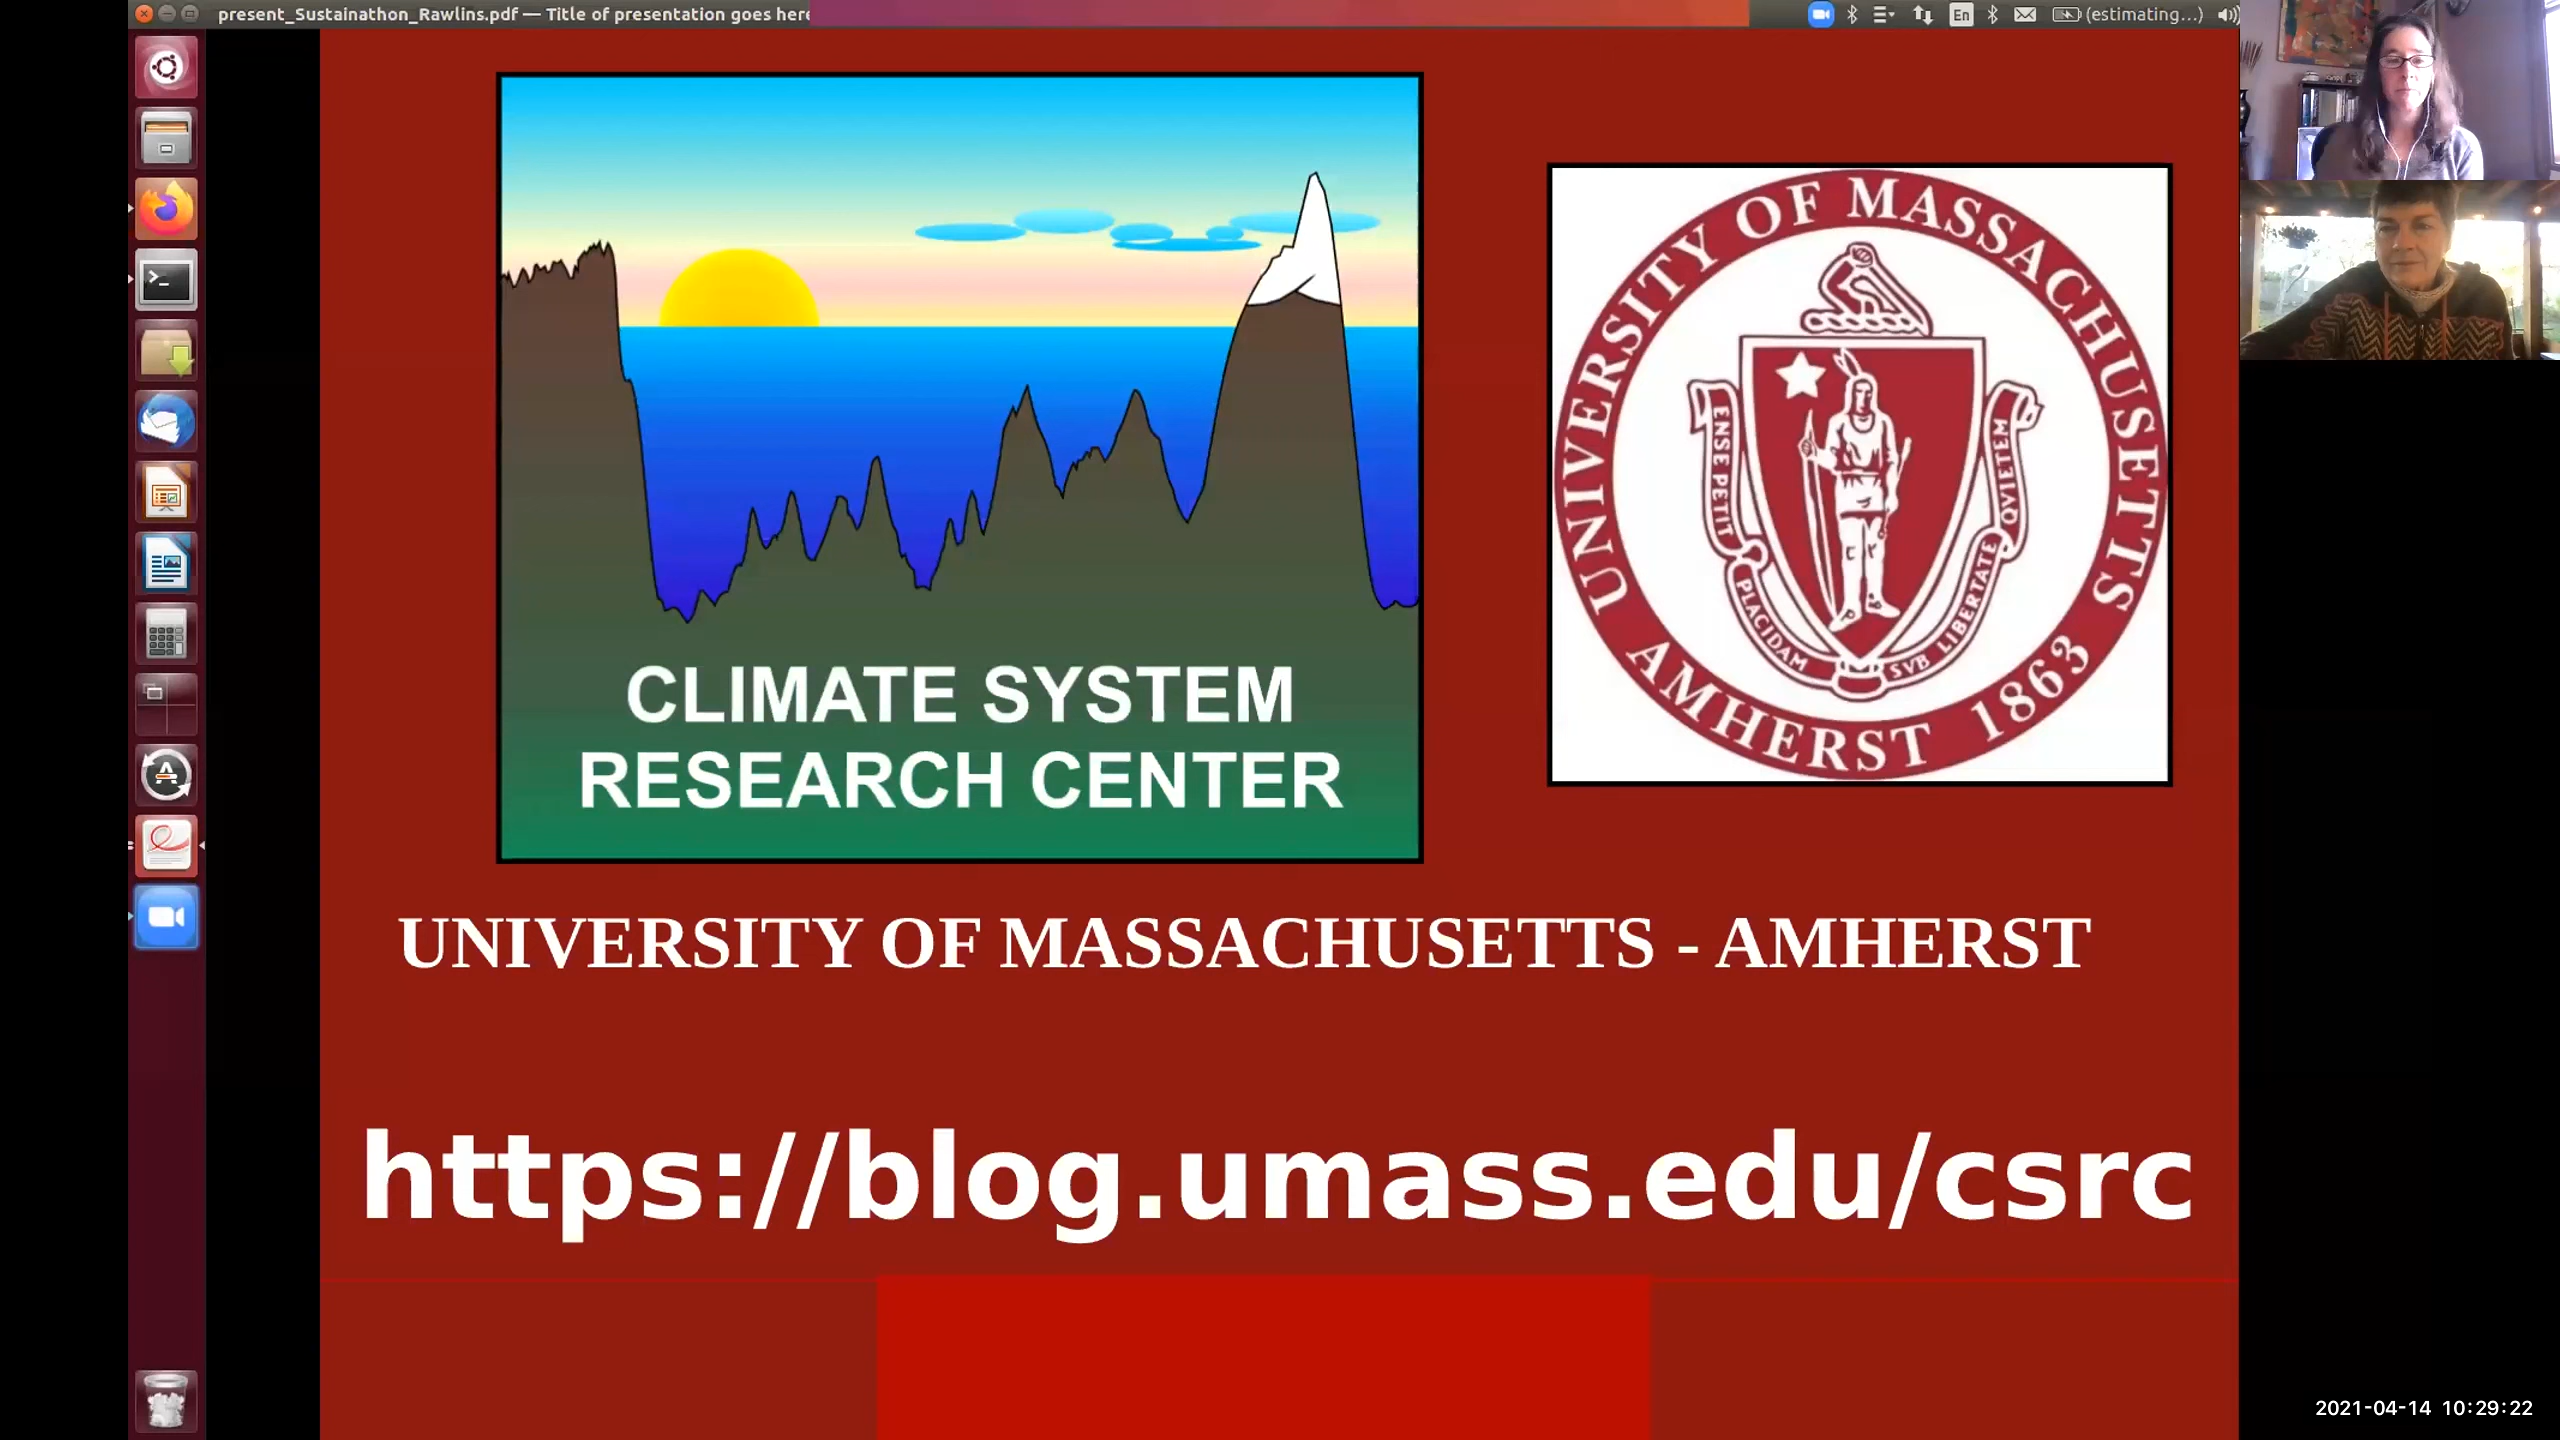 present_Sustainathon_Rawlins.pdf — Title of presentation goes here
En
(estimating...)
CLIMATE SYSTEM
RESEARCH CENTER
UNIVERSITY OF MASSACHUSETTS
AMHERST 1863
ENSE PETIT
PLACIDAM
SVB LIBERTATE
QVIETEM
UNIVERSITY OF MASSACHUSETTS - AMHERST
https://blog.umass.edu/csrc
2021-04-14 10:29:22